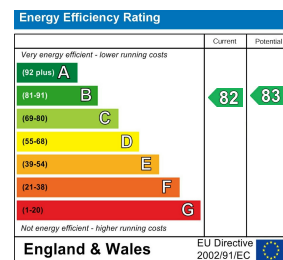 Energy Efficiency Rating
Current Potential
Very energy efficient - lower running costs
(92 plus) A
(81-91) B
82 83
(69-80) C
(55-68) D
(39-54) E
(21-38) F
(1-20) G
Not energy efficient - higher running costs
England & Wales
EU Directive
2002/91/EC